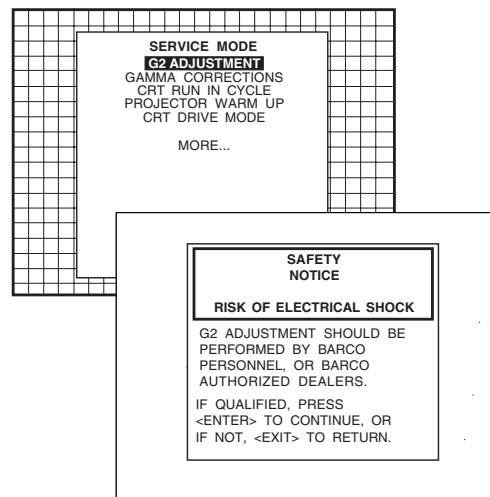 SERVICE MODE
G2 ADJUSTMENT
GAMMA CORRECTIONS
CRT RUN IN CYCLE
PROJECTOR WARM UP
CRT DRIVE MODE
MORE...
SAFETY
NOTICE
RISK OF ELECTRICAL SHOCK
G2 ADJUSTMENT SHOULD BE
PERFORMED BY BARCO
PERSONNEL, OR BARCO
AUTHORIZED DEALERS.
IF QUALIFIED, PRESS
<ENTER> TO CONTINUE, OR
IF NOT, <EXIT> TO RETURN.